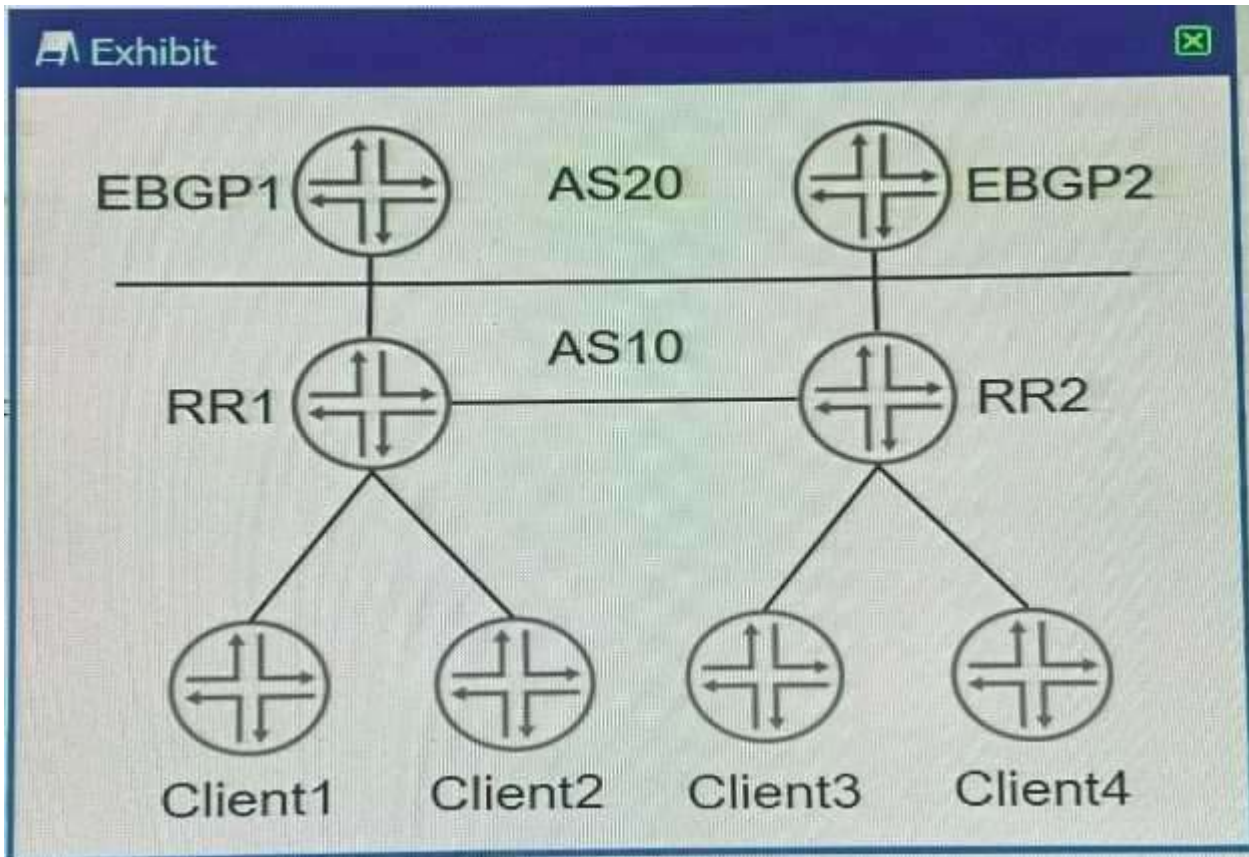 Exhibit
EBGP1 AS20 EBGP2
AS10
RR1 RR2
Client1 Client2 Client3 Client4